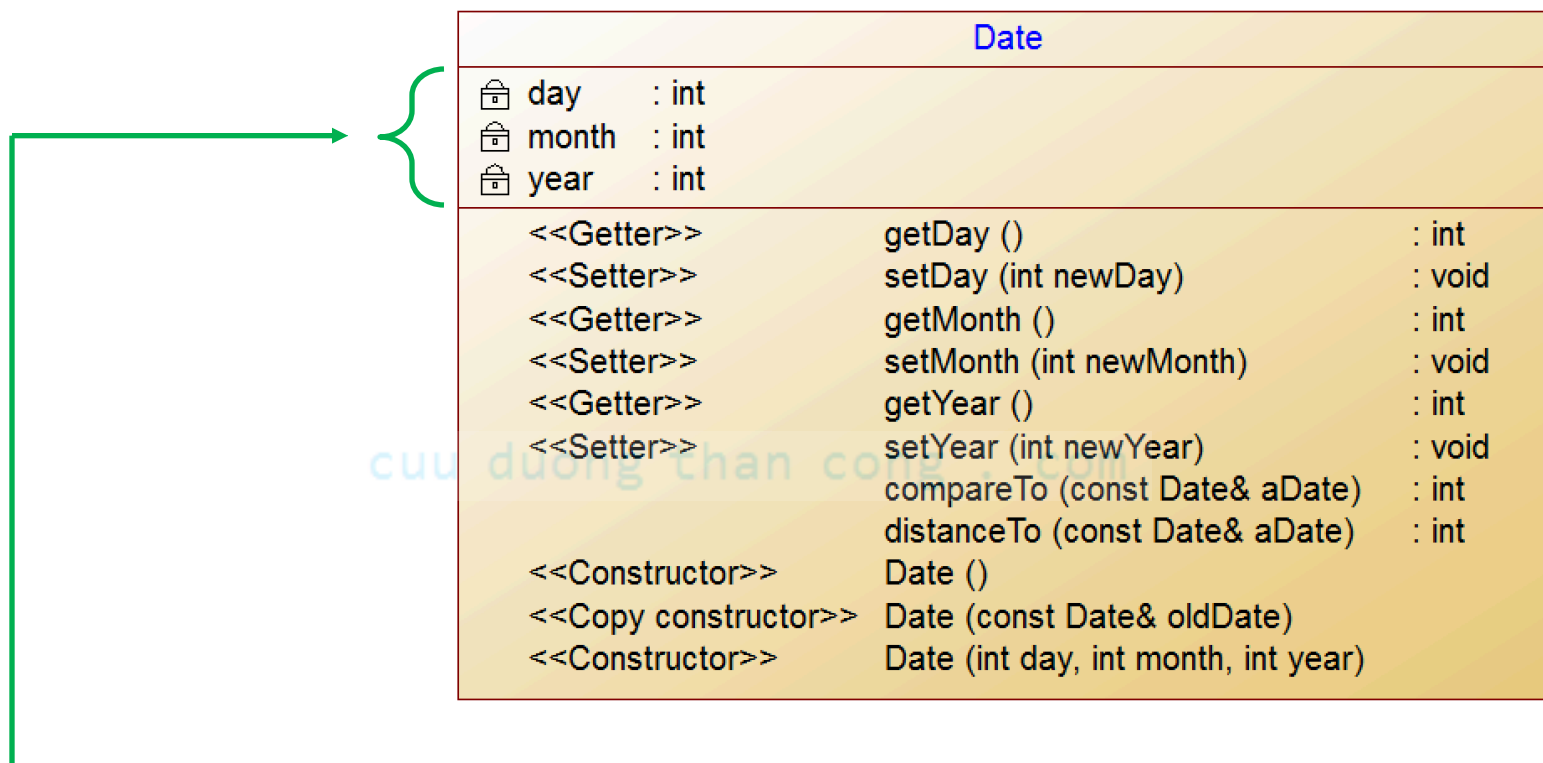 Date
day : int
month : int
year : int
<<Getter>> getDay () : int
<<Setter>> setDay (int newDay) : void
<<Getter>> getMonth () : int
<<Setter>> setMonth (int newMonth) : void
<<Getter>> getYear () : int
<<Setter>> setYear (int newYear) : void
cuu duong than cong . com
compareTo (const Date& aDate) : int
distanceTo (const Date& aDate) : int
<<Constructor>> Date ()
<<Copy constructor>> Date (const Date& oldDate)
<<Constructor>> Date (int day, int month, int year)